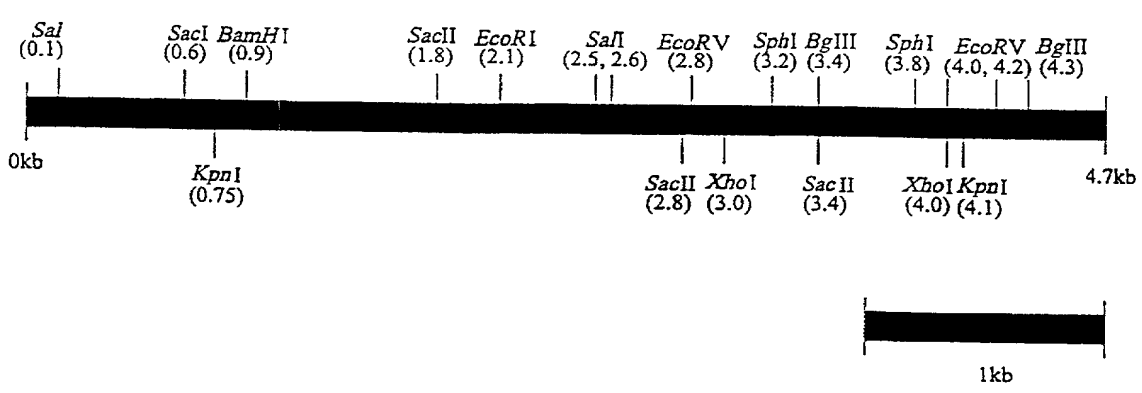 SalI SacI BamHI SacII EcoRI SalI EcoRV SphI BglII SphI EcoRV BglII
(0.1) (0.6) (0.9) (1.8) (2.1) (2.5, 2.6) (2.8) (3.2) (3.4) (3.8) (4.0, 4.2) (4.3)
0kb 4.7kb
KpnI SacII XhoI SacII XhoI KpnI
(0.75) (2.8) (3.0) (3.4) (4.0) (4.1)
1kb